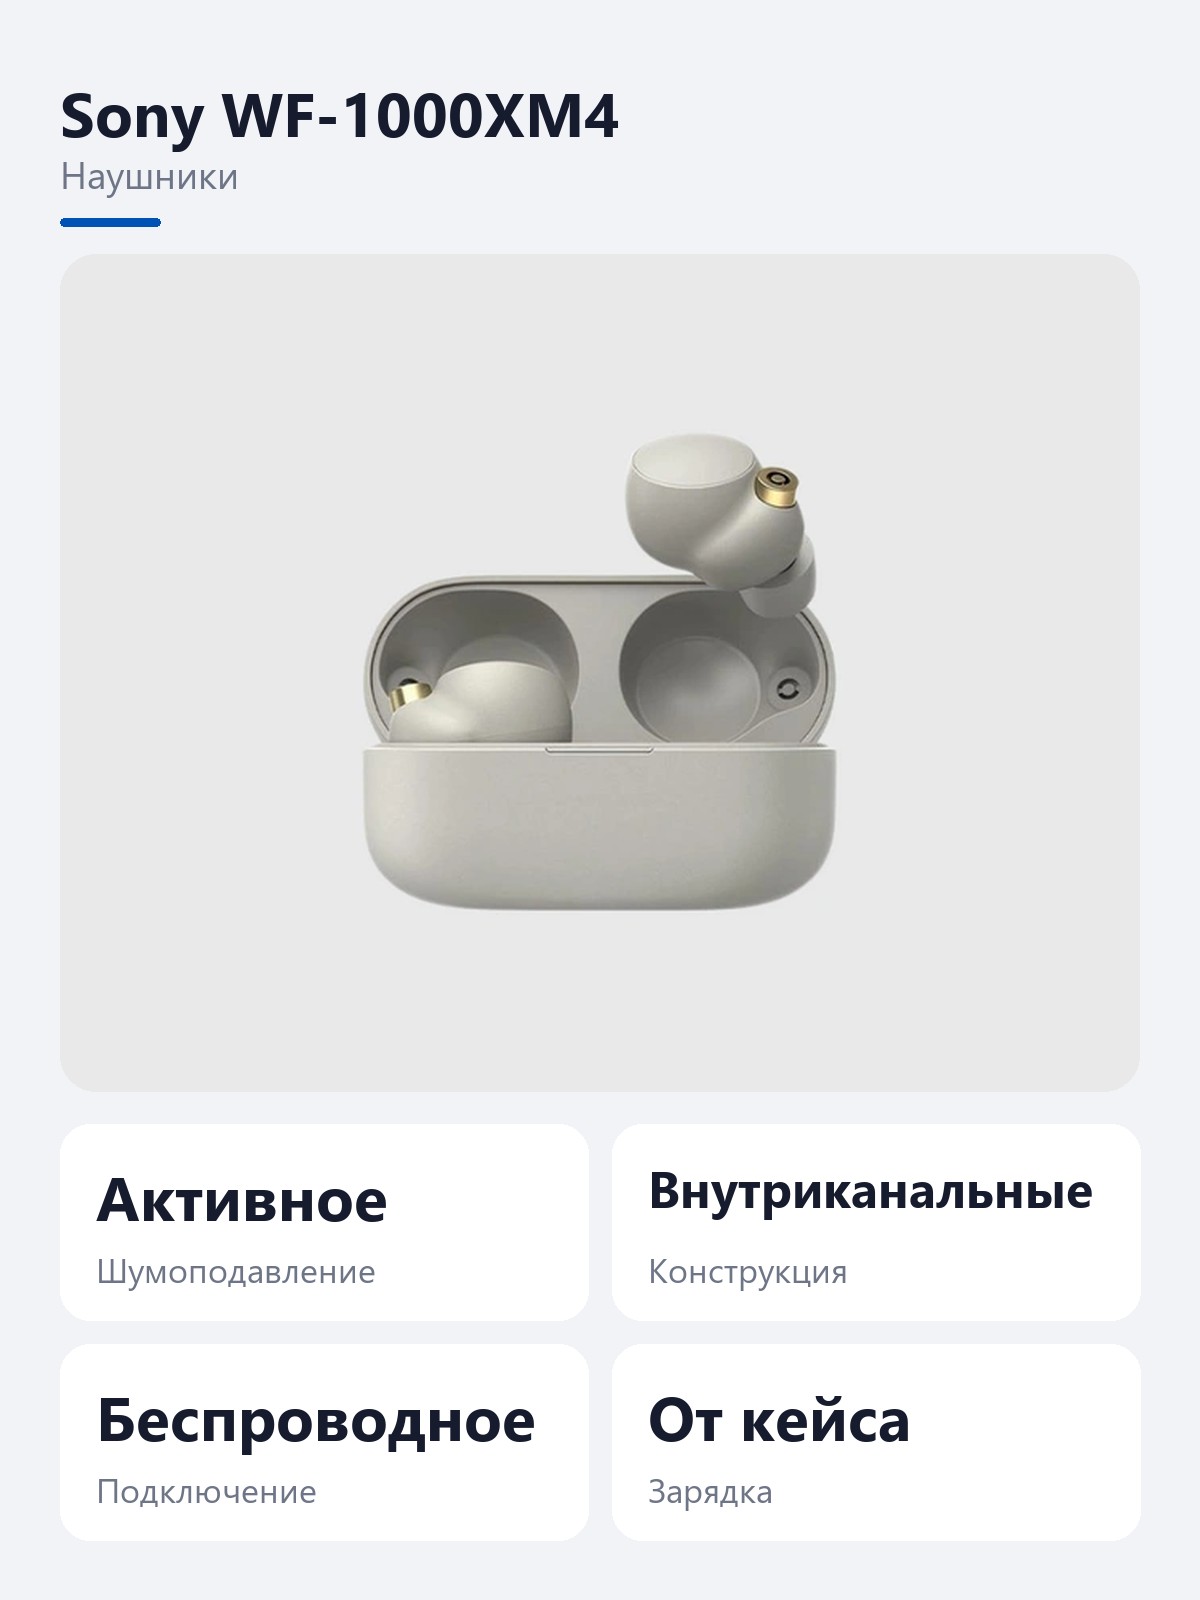 Sony WF-1000XM4
Наушники
Активное
Шумоподавление
Внутриканальные
Конструкция
Беспроводное
Подключение
От кейса
Зарядка